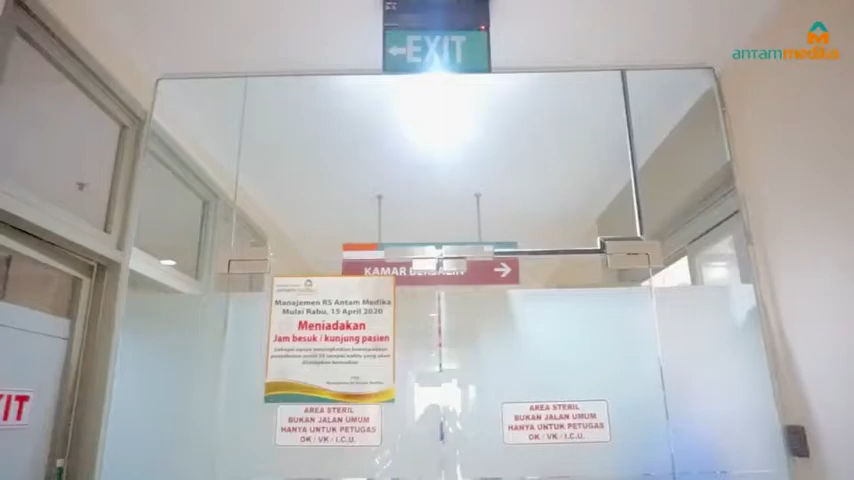 EXIT
antammedika
KAMAR BERSALIN
Manajemen RS Antam Medika
Mulai Rabu, 15 April 2020
Meniadakan
Jam besuk / kunjung pasien
AREA STERIL
BUKAN JALAN UMUM
HANYA UNTUK PETUGAS
OK / VK / I.C.U.
AREA STERIL
BUKAN JALAN UMUM
HANYA UNTUK PETUGAS
OK / VK / I.C.U.